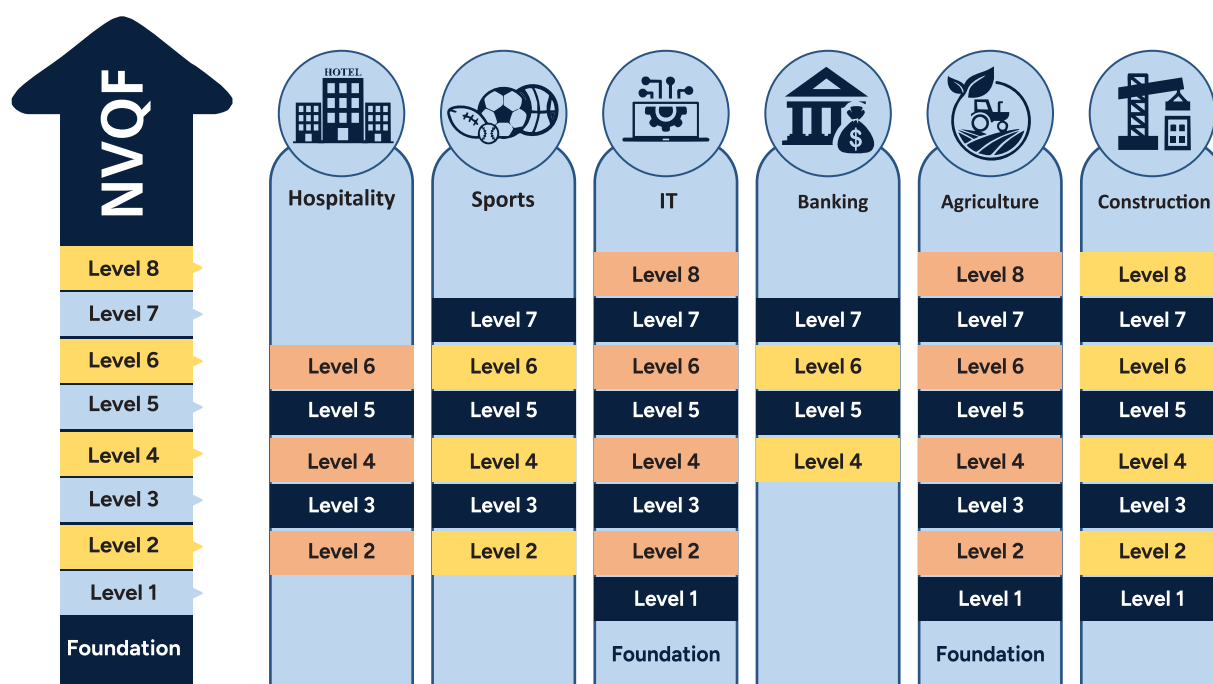 NVQF
Level 8
Level 7
Level 6
Level 5
Level 4
Level 3
Level 2
Level 1
Foundation
HOTEL
Hospitality
Level 6
Level 5
Level 4
Level 3
Level 2
Sports
Level 7
Level 6
Level 5
Level 4
Level 3
Level 2
IT
Level 8
Level 7
Level 6
Level 5
Level 4
Level 3
Level 2
Level 1
Foundation
$
Banking
Level 7
Level 6
Level 5
Level 4
Agriculture
Level 8
Level 7
Level 6
Level 5
Level 4
Level 3
Level 2
Level 1
Foundation
Construction
Level 8
Level 7
Level 6
Level 5
Level 4
Level 3
Level 2
Level 1